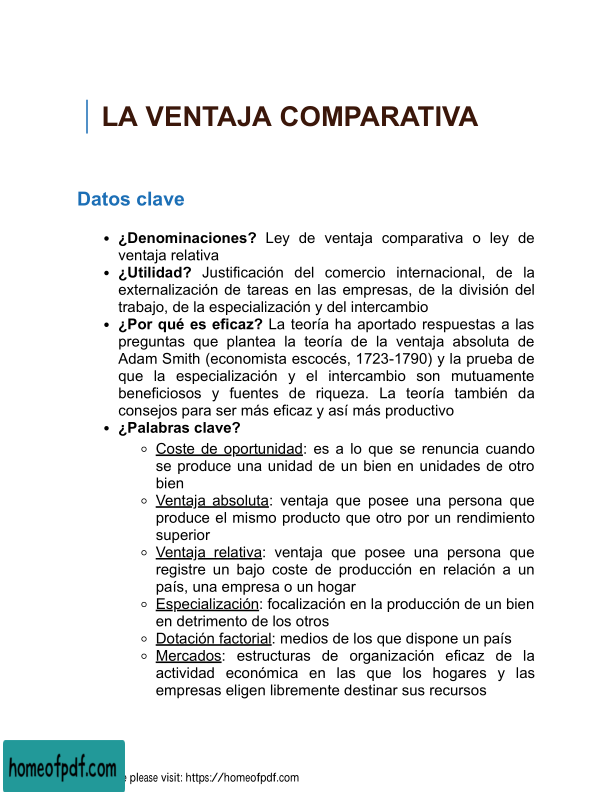 LA VENTAJA COMPARATIVA
Datos clave
• ¿Denominaciones? Ley de ventaja comparativa o ley de
ventaja relativa
• ¿Utilidad? Justificación del comercio internacional, de la
externalización de tareas en las empresas, de la división del
trabajo, de la especialización y del intercambio
• ¿Por qué es eficaz? La teoría ha aportado respuestas a las
preguntas que plantea la teoría de la ventaja absoluta de
Adam Smith (economista escocés, 1723-1790) y la prueba de
que la especialización y el intercambio son mutuamente
beneficiosos y fuentes de riqueza. La teoría también da
consejos para ser más eficaz y así más productivo
• ¿Palabras clave?
◦ Coste de oportunidad: es a lo que se renuncia cuando
se produce una unidad de un bien en unidades de otro
bien
◦ Ventaja absoluta: ventaja que posee una persona que
produce el mismo producto que otro por un rendimiento
superior
◦ Ventaja relativa: ventaja que posee una persona que
registre un bajo coste de producción en relación a un
país, una empresa o un hogar
◦ Especialización: focalización en la producción de un bien
en detrimento de los otros
◦ Dotación factorial: medios de los que dispone un país
◦ Mercados: estructuras de organización eficaz de la
actividad económica en las que los hogares y las
empresas eligen libremente destinar sus recursos
homeofpdf.com
please visit: https://homeofpdf.com